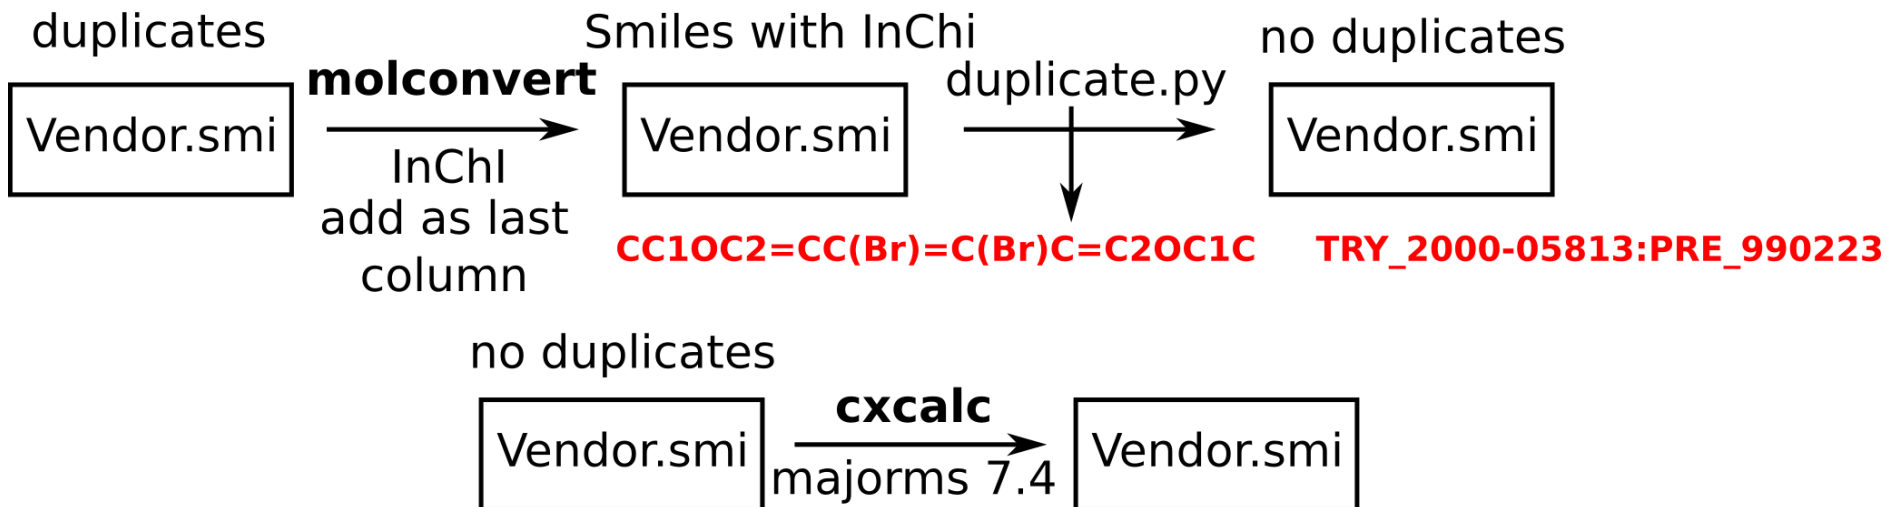 duplicates
Vendor.smi
molconvert
InChI
add as last
column
Smiles with InChi
Vendor.smi
duplicate.py
no duplicates
Vendor.smi
CC1OC2=CC(Br)=C(Br)C=C2OC1C TRY_2000-05813:PRE_990223
no duplicates
Vendor.smi
cxcalc
majorms 7.4
Vendor.smi